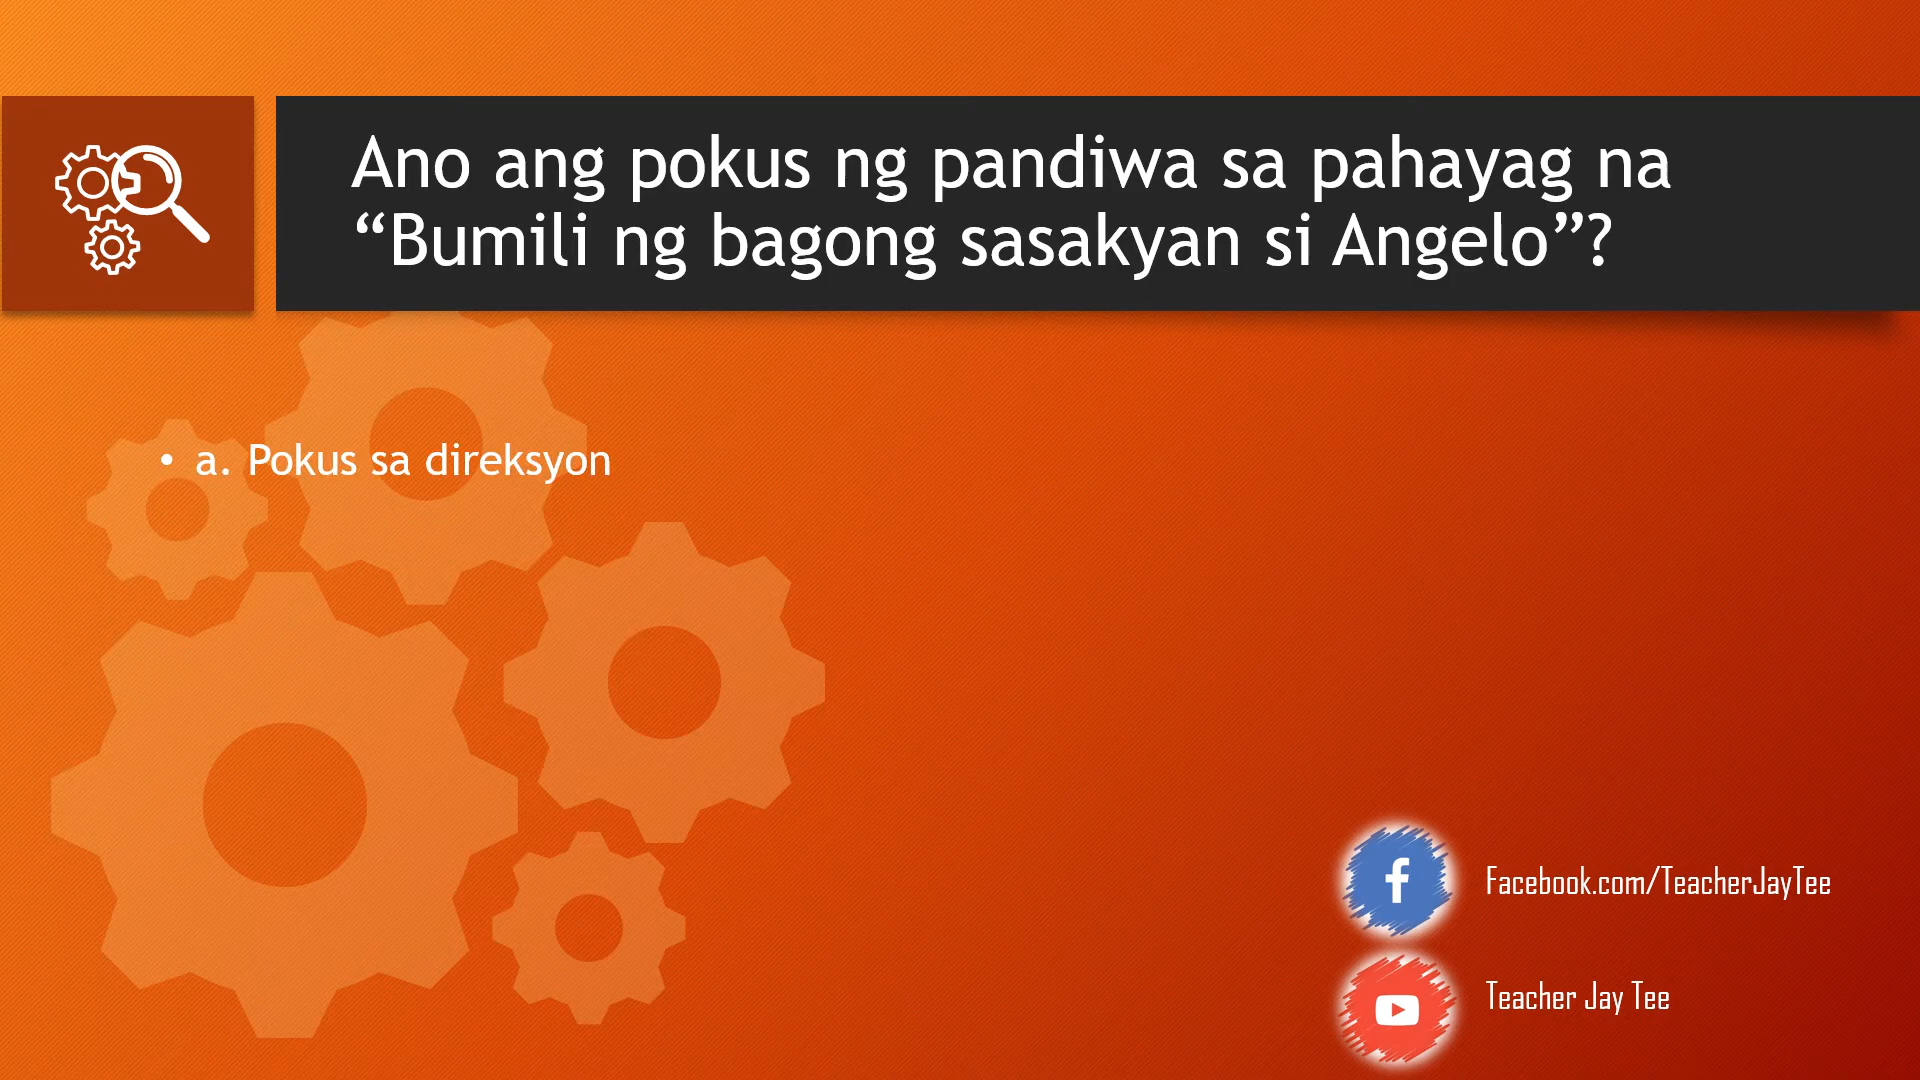 Ano ang pokus ng pandiwa sa pahayag na
“Bumili ng bagong sasakyan si Angelo”?
• a. Pokus sa direksyon
Facebook.com/TeacherJayTee
Teacher Jay Tee